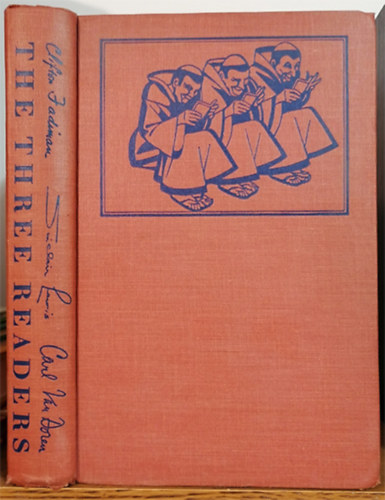 THE THREE READERS
Clifton Fadiman
Sinclair Lewis
Carl Van Doren